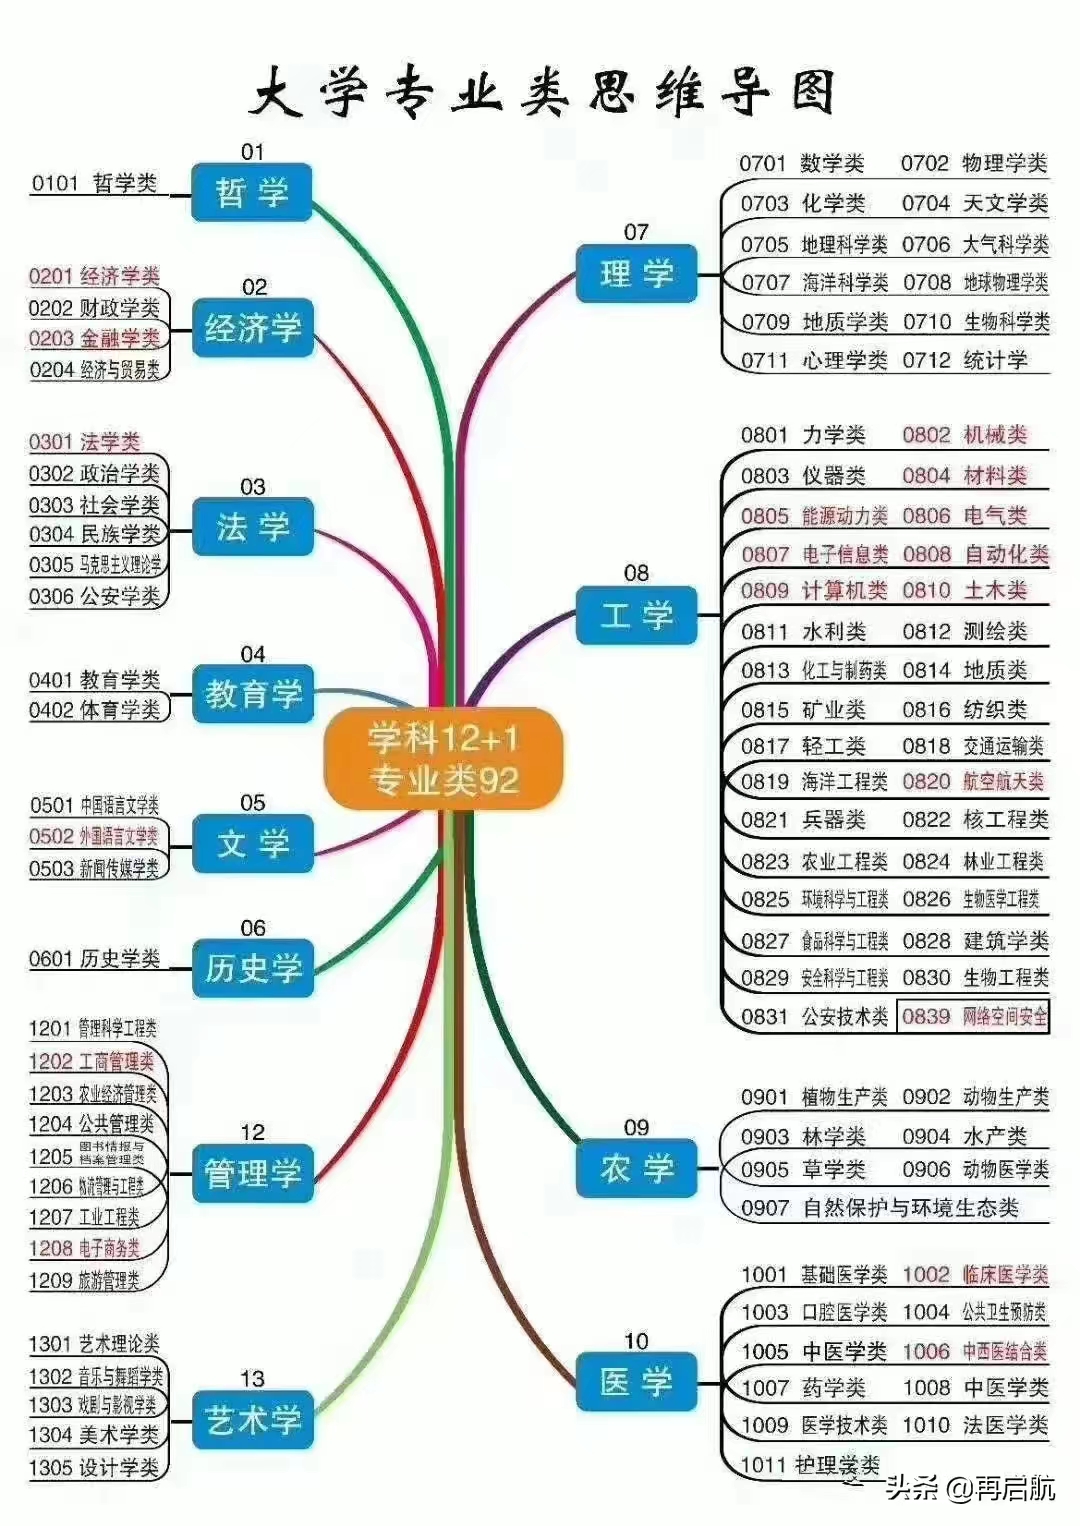 大学专业类思维导图
01
哲学
0101 哲学类
02
经济学
0201 经济学类
0202 财政学类
0203 金融学类
0204 经济与贸易类
03
法学
0301 法学类
0302 政治学类
0303 社会学类
0304 民族学类
0305 马克思主义理论学
0306 公安学类
04
教育学
0401 教育学类
0402 体育学类
学科12+1
专业类92
05
文学
0501 中国语言文学类
0502 外国语言文学类
0503 新闻传媒学类
06
历史学
0601 历史学类
12
管理学
1201 管理科学工程类
1202 工商管理类
1203 农业经济管理类
1204 公共管理类
1205 图书情报与
档案管理类
1206 物流管理与工程类
1207 工业工程类
1208 电子商务类
1209 旅游管理类
13
艺术学
1301 艺术理论类
1302 音乐与舞蹈学类
1303 戏剧与影视学类
1304 美术学类
1305 设计学类
07
理学
0701 数学类 0702 物理学类
0703 化学类 0704 天文学类
0705 地理科学类 0706 大气科学类
0707 海洋科学类 0708 地球物理学类
0709 地质学类 0710 生物科学类
0711 心理学类 0712 统计学
08
工学
0801 力学类 0802 机械类
0803 仪器类 0804 材料类
0805 能源动力类 0806 电气类
0807 电子信息类 0808 自动化类
0809 计算机类 0810 土木类
0811 水利类 0812 测绘类
0813 化工与制药类 0814 地质类
0815 矿业类 0816 纺织类
0817 轻工类 0818 交通运输类
0819 海洋工程类 0820 航空航天类
0821 兵器类 0822 核工程类
0823 农业工程类 0824 林业工程类
0825 环境科学与工程类 0826 生物医学工程类
0827 食品科学与工程类 0828 建筑学类
0829 安全科学与工程类 0830 生物工程类
0831 公安技术类 0839 网络空间安全
09
农学
0901 植物生产类 0902 动物生产类
0903 林学类 0904 水产类
0905 草学类 0906 动物医学类
0907 自然保护与环境生态类
10
医学
1001 基础医学类 1002 临床医学类
1003 口腔医学类 1004 公共卫生预防类
1005 中医学类 1006 中西医结合类
1007 药学类 1008 中医学类
1009 医学技术类 1010 法医学类
1011 护理学类
头条 @再启航